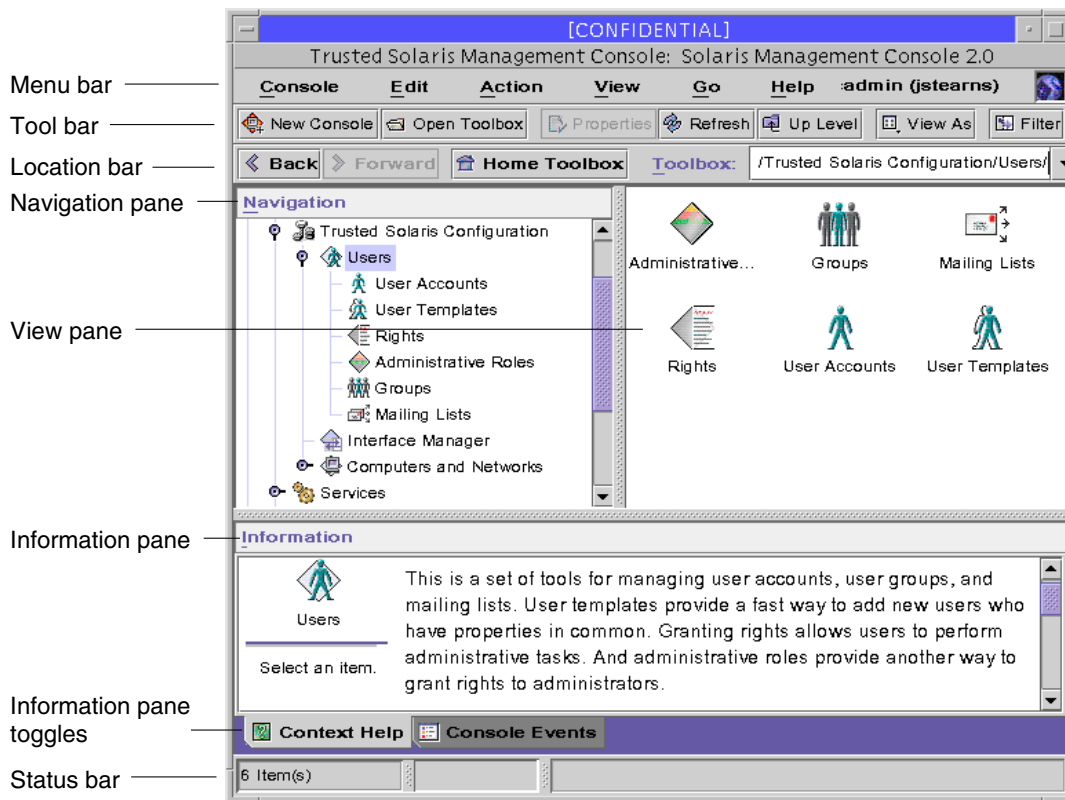 [CONFIDENTIAL]
Trusted Solaris Management Console: Solaris Management Console 2.0
Menu bar
Console Edit Action View Go Help :admin (jstearns)
Tool bar
New Console Open Toolbox Properties Refresh Up Level View As Filter
Location bar
Back Forward Home Toolbox Toolbox: /Trusted Solaris Configuration/Users/
Navigation pane
Navigation
Trusted Solaris Configuration
Users
User Accounts
User Templates
Rights
Administrative Roles
Groups
Mailing Lists
Interface Manager
Computers and Networks
Services
View pane
Administrative... Groups Mailing Lists
Rights User Accounts User Templates
Information pane
Information
Users
Select an item.
This is a set of tools for managing user accounts, user groups, and
mailing lists. User templates provide a fast way to add new users who
have properties in common. Granting rights allows users to perform
administrative tasks. And administrative roles provide another way to
grant rights to administrators.
Information pane
toggles
Context Help Console Events
Status bar
6 Item(s)